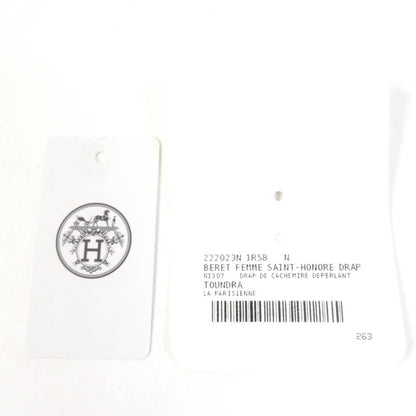 H
222023N 1R58 N
BERET FEMME SAINT-HONORE DRAP
N1307 DRAP DE CACHEMIRE DEPERLANT
TOUNDRA
LA PARISIENNE
263